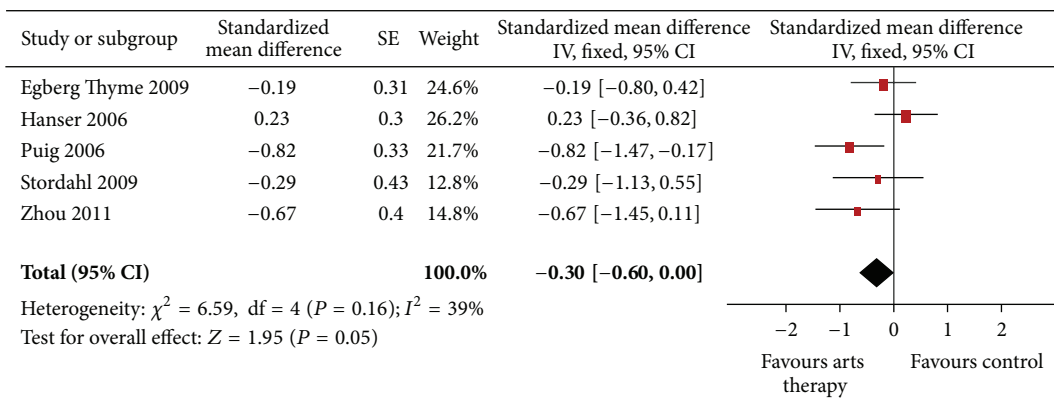 Study or subgroup Standardized mean difference SE Weight Standardized mean difference IV, fixed, 95% CI Standardized mean difference IV, fixed, 95% CI
Egberg Thyme 2009 −0.19 0.31 24.6% −0.19 [−0.80, 0.42]
Hanser 2006 0.23 0.3 26.2% 0.23 [−0.36, 0.82]
Puig 2006 −0.82 0.33 21.7% −0.82 [−1.47, −0.17]
Stordahl 2009 −0.29 0.43 12.8% −0.29 [−1.13, 0.55]
Zhou 2011 −0.67 0.4 14.8% −0.67 [−1.45, 0.11]
Total (95% CI) 100.0% −0.30 [−0.60, 0.00]
Heterogeneity: χ² = 6.59, df = 4 (P = 0.16); I² = 39%
Test for overall effect: Z = 1.95 (P = 0.05)
−2 −1 0 1 2
Favours arts therapy Favours control